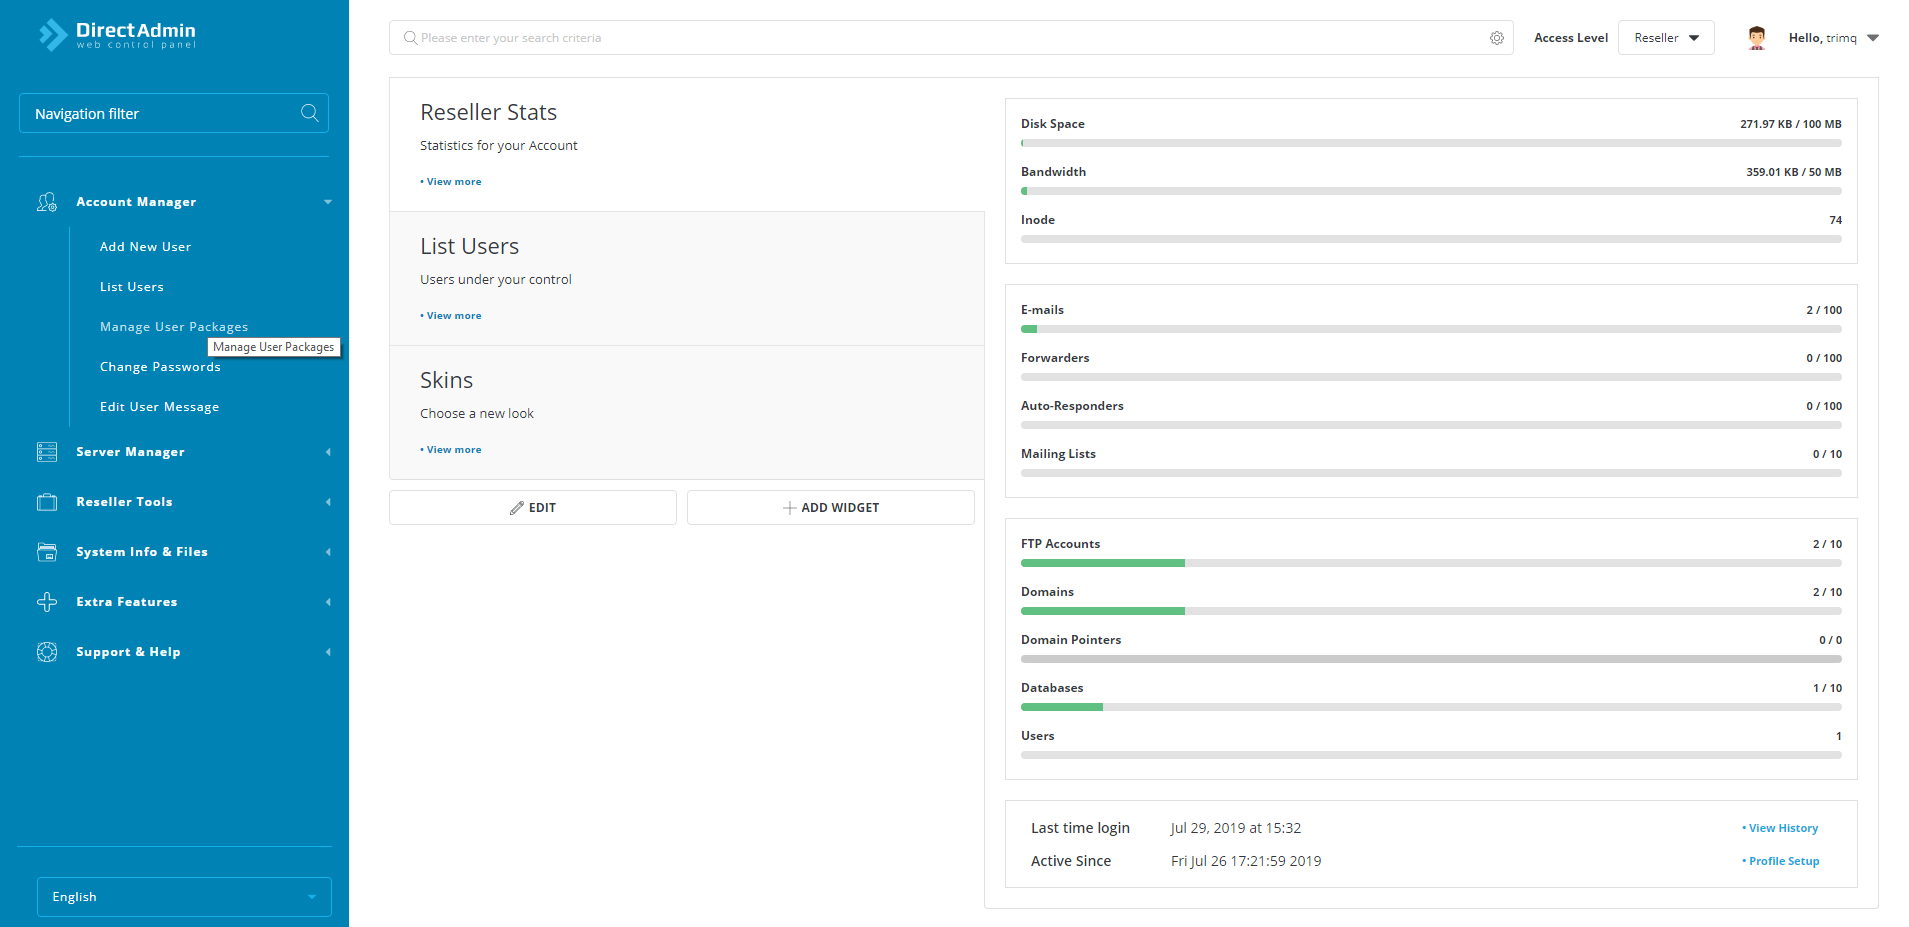 DirectAdmin
web control panel
Navigation filter
Account Manager
Add New User
List Users
Manage User Packages
Manage User Packages
Change Passwords
Edit User Message
Server Manager
Reseller Tools
System Info & Files
Extra Features
Support & Help
English
Please enter your search criteria
Access Level
Reseller
Hello, trimq
Reseller Stats
Statistics for your Account
• View more
List Users
Users under your control
• View more
Skins
Choose a new look
• View more
EDIT
ADD WIDGET
Disk Space 271.97 KB / 100 MB
Bandwidth 359.01 KB / 50 MB
Inode 74
E-mails 2 / 100
Forwarders 0 / 100
Auto-Responders 0 / 100
Mailing Lists 0 / 10
FTP Accounts 2 / 10
Domains 2 / 10
Domain Pointers 0 / 0
Databases 1 / 10
Users 1
Last time login Jul 29, 2019 at 15:32 • View History
Active Since Fri Jul 26 17:21:59 2019 • Profile Setup